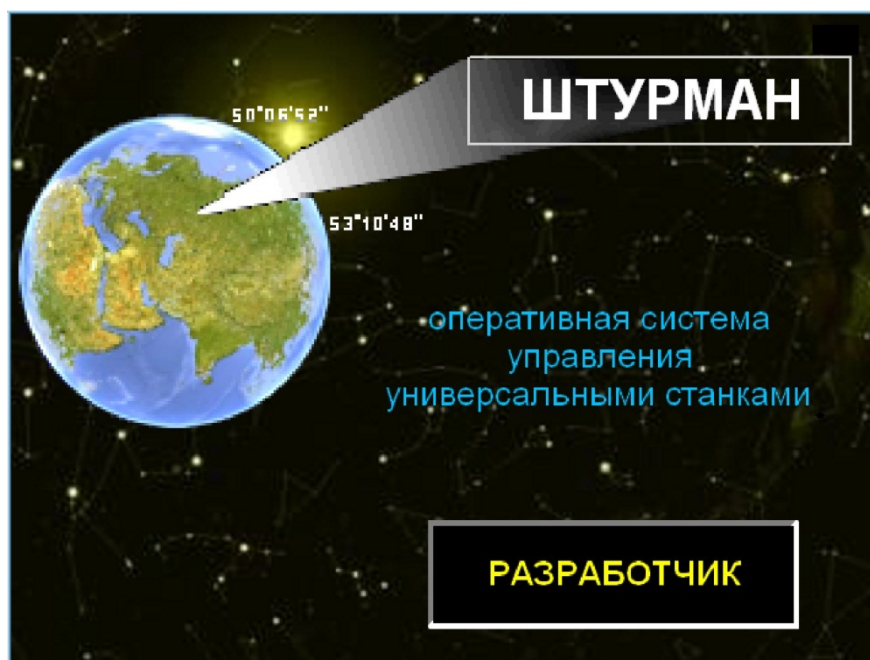 ШТУРМАН
50°06'52"
53°10'48"
оперативная система
управления
универсальными станками
РАЗРАБОТЧИК